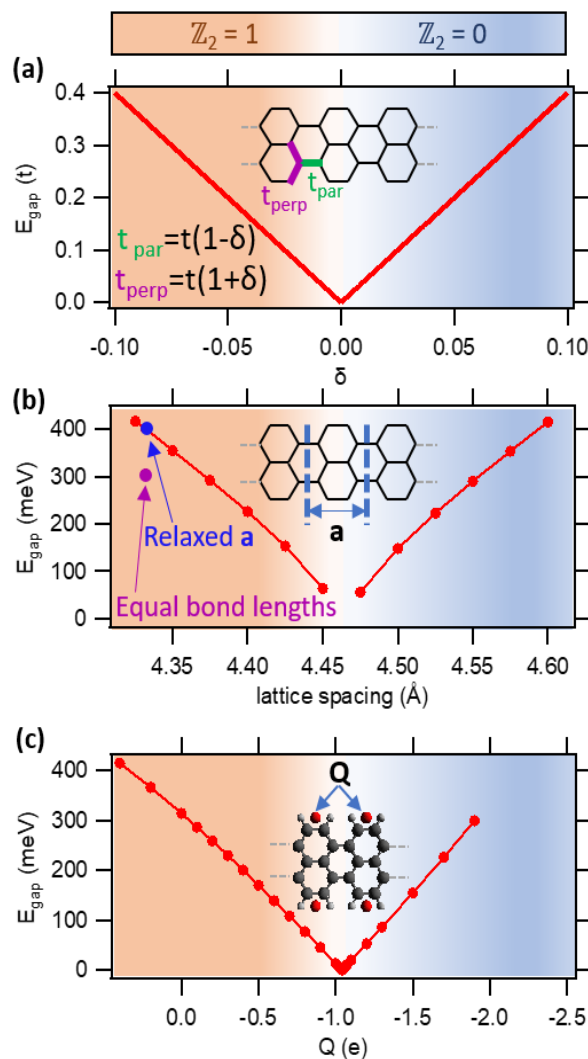 ℤ₂ = 1 ℤ₂ = 0
(a)
0.4
0.3
0.2
0.1
0.0
E_gap (t)
t_perp
t_par
t_par=t(1-δ)
t_perp=t(1+δ)
-0.10 -0.05 0.00 0.05 0.10
δ
(b)
400
300
200
100
0
E_gap (meV)
Relaxed a
a
Equal bond lengths
4.35 4.40 4.45 4.50 4.55 4.60
lattice spacing (Å)
(c)
400
300
200
100
0
E_gap (meV)
Q
0.0 -0.5 -1.0 -1.5 -2.0 -2.5
Q (e)